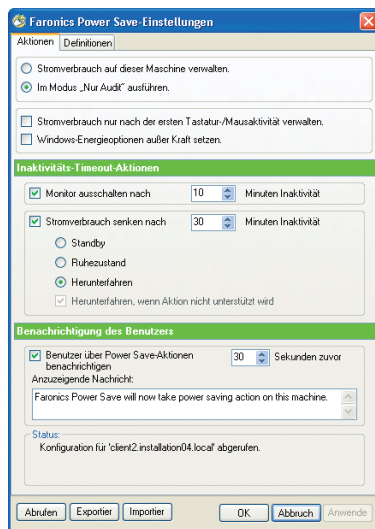 Faronics Power Save-Einstellungen
Aktionen Definitionen
Stromverbrauch auf dieser Maschine verwalten.
Im Modus „Nur Audit" ausführen.
Stromverbrauch nur nach der ersten Tastatur-/Mausaktivität verwalten.
Windows-Energieoptionen außer Kraft setzen.
Inaktivitäts-Timeout-Aktionen
Monitor ausschalten nach 10 Minuten Inaktivität
Stromverbrauch senken nach 30 Minuten Inaktivität
Standby
Ruhezustand
Herunterfahren
Herunterfahren, wenn Aktion nicht unterstützt wird
Benachrichtigung des Benutzers
Benutzer über Power Save-Aktionen 30 Sekunden zuvor
benachrichtigen
Anzuzeigende Nachricht:
Faronics Power Save will now take power saving action on this machine.
Status:
Konfiguration für 'client2.installation04.local' abgerufen.
Abrufen Exportier Importier OK Abbruch Anwende